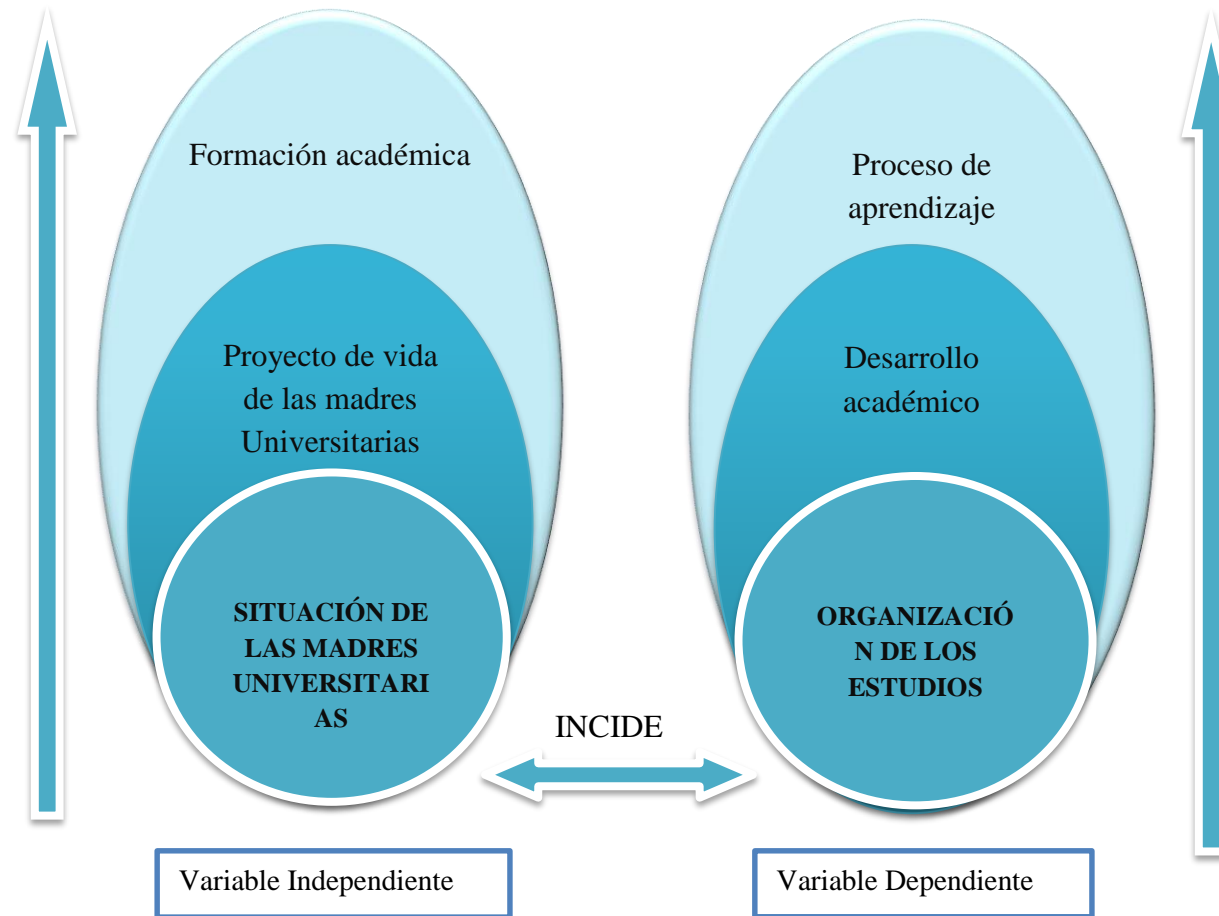 Formación académica
Proyecto de vida
de las madres
Universitarias
SITUACIÓN DE
LAS MADRES
UNIVERSITARI
AS
Variable Independiente
INCIDE
Proceso de
aprendizaje
Desarrollo
académico
ORGANIZACIÓ
N DE LOS
ESTUDIOS
Variable Dependiente